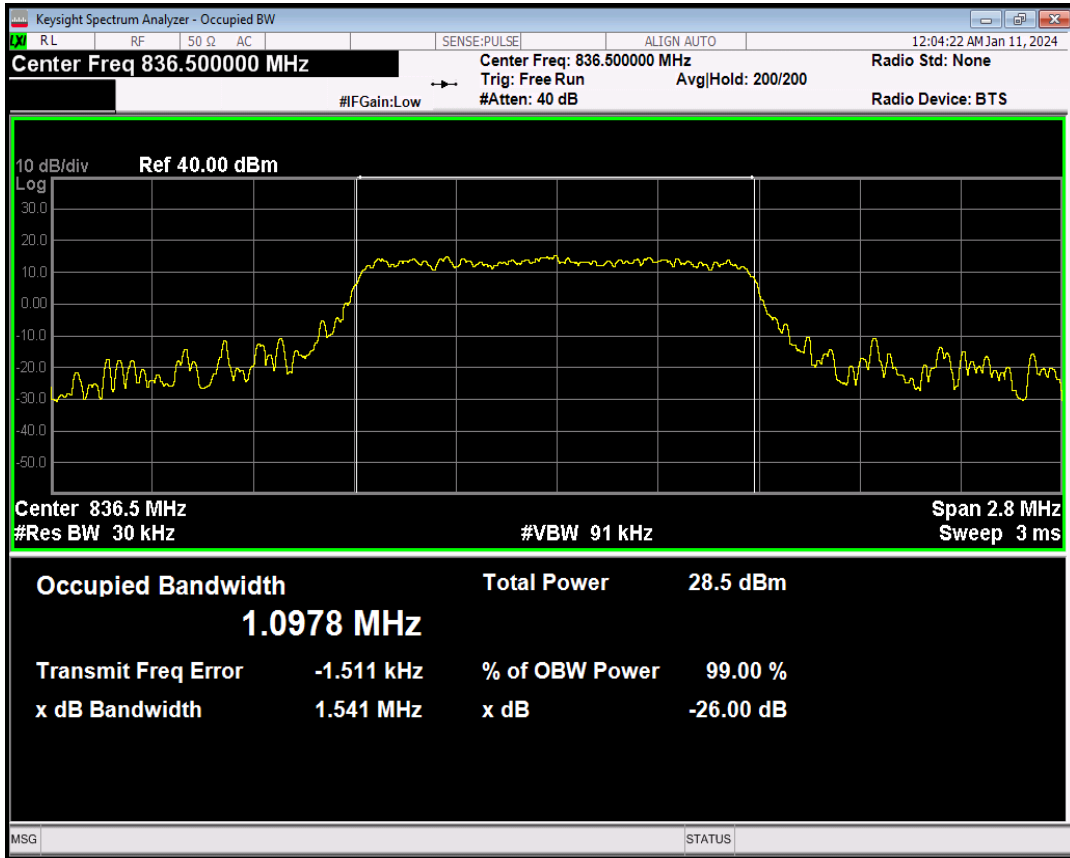 Keysight Spectrum Analyzer - Occupied BW
LXI RL RF 50 Ω AC SENSE:PULSE ALIGN AUTO 12:04:22 AM Jan 11, 2024
Center Freq 836.500000 MHz Center Freq: 836.500000 MHz Radio Std: None
Trig: Free Run Avg|Hold: 200/200
#IFGain:Low #Atten: 40 dB Radio Device: BTS
10 dB/div Ref 40.00 dBm
Log
30.0
20.0
10.0
0.00
-10.0
-20.0
-30.0
-40.0
-50.0
Center 836.5 MHz Span 2.8 MHz
#Res BW 30 kHz #VBW 91 kHz Sweep 3 ms
Occupied Bandwidth Total Power 28.5 dBm
1.0978 MHz
Transmit Freq Error -1.511 kHz % of OBW Power 99.00 %
x dB Bandwidth 1.541 MHz x dB -26.00 dB
MSG STATUS